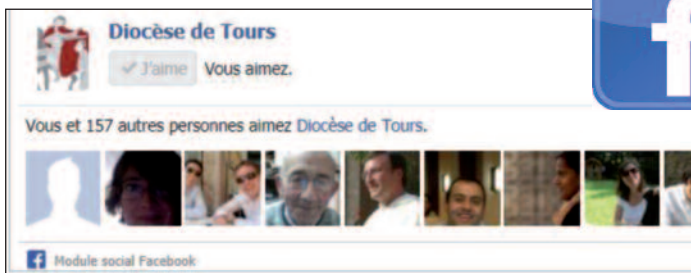 Diocèse de Tours
J'aime Vous aimez.
Vous et 157 autres personnes aimez Diocèse de Tours.
Module social Facebook